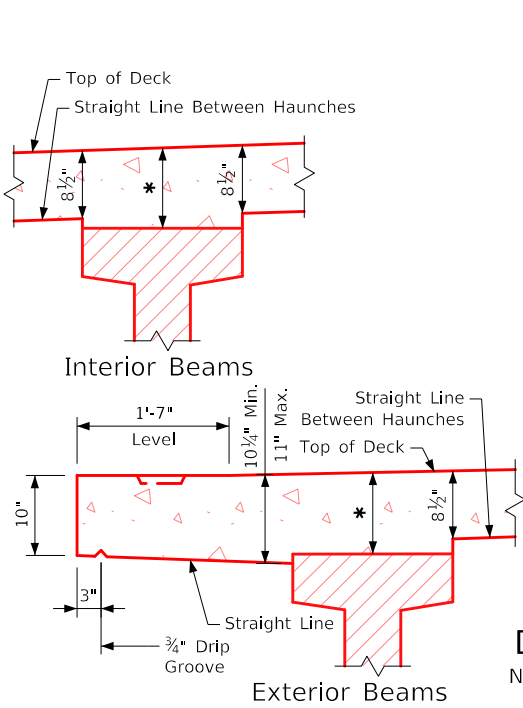 Top of Deck
Straight Line Between Haunches
8½"
*
8½"
Interior Beams
1'-7"
Level
10¼" Min.
11" Max.
Straight Line
Between Haunches
Top of Deck
10"
*
8½"
3"
Straight Line
¾" Drip
Groove
Exterior Beams